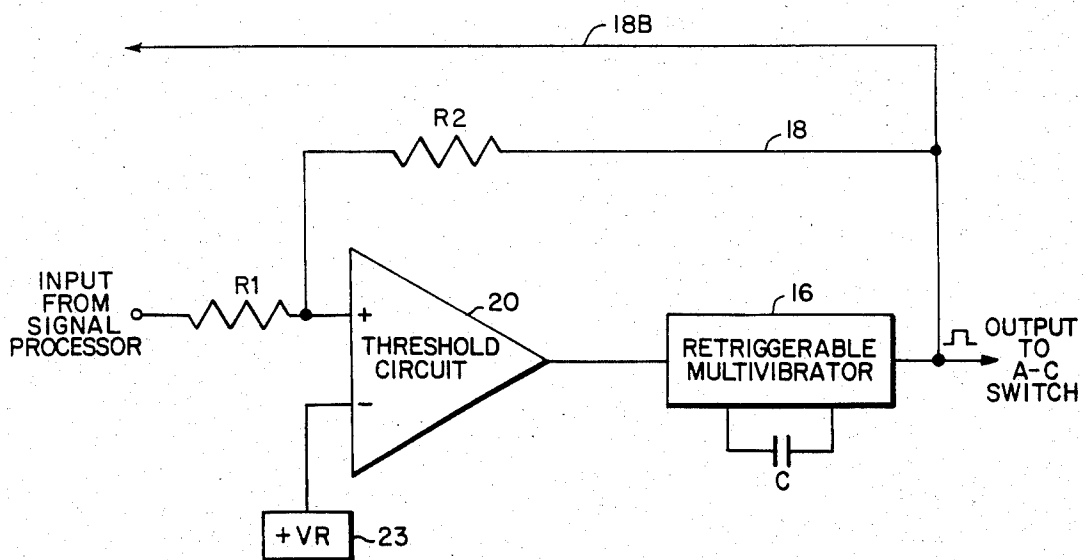 18B
R2
18
INPUT
FROM
SIGNAL
PROCESSOR
R1
+
-
THRESHOLD
CIRCUIT
20
16
RETRIGGERABLE
MULTIVIBRATOR
C
OUTPUT
TO
A-C
SWITCH
+VR
23